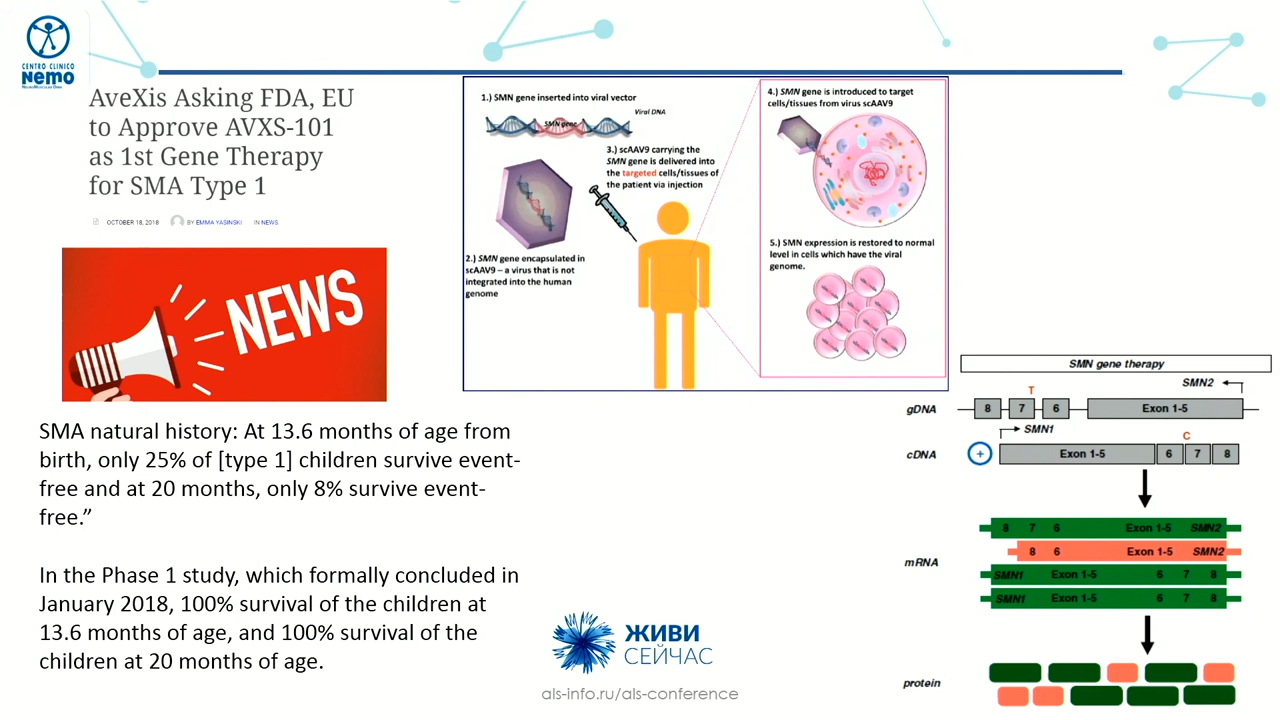 CENTRO CLINICO
NeMO
NEUROMUSCULAR OMNI
AveXis Asking FDA, EU
to Approve AVXS-101
as 1st Gene Therapy
for SMA Type 1
OCTOBER 18, 2018 BY EMMA YASINSKI IN NEWS
NEWS
SMA natural history: At 13.6 months of age from
birth, only 25% of [type 1] children survive event-
free and at 20 months, only 8% survive event-
free.”
In the Phase 1 study, which formally concluded in
January 2018, 100% survival of the children at
13.6 months of age, and 100% survival of the
children at 20 months of age.
1.) SMN gene inserted into viral vector
Viral DNA
SMN gene
2.) SMN gene encapsulated in
scAAV9 – a virus that is not
integrated into the human
genome
3.) scAAV9 carrying the
SMN gene is delivered into
the targeted cells/tissues of
the patient via injection
4.) SMN gene is introduced to target
cells/tissues from virus scAAV9
5.) SMN expression is restored to normal
level in cells which have the viral
genome.
SMN gene therapy
SMN2
T
gDNA 8 7 6 Exon 1-5
SMN1
C
cDNA + Exon 1-5 6 7 8
8 7 6 Exon 1-5 SMN2
8 6 Exon 1-5 SMN2
mRNA
SMN1 Exon 1-5 6 7 8
SMN1 Exon 1-5 6 7 8
protein
ЖИВИ
СЕЙЧАС
als-info.ru/als-conference